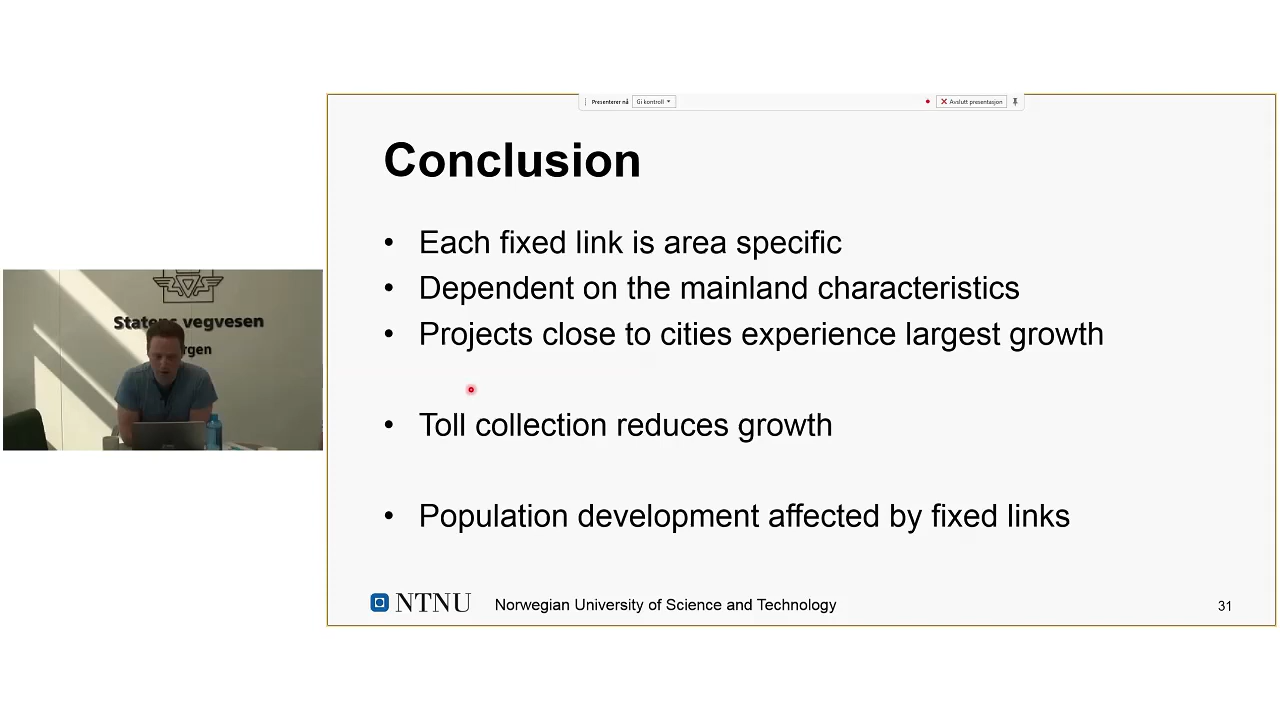 Presenterer nå
Gi kontroll
Avslutt presentasjon
Conclusion
• Each fixed link is area specific
• Dependent on the mainland characteristics
• Projects close to cities experience largest growth
• Toll collection reduces growth
• Population development affected by fixed links
NTNU Norwegian University of Science and Technology 31
Statens vegvesen